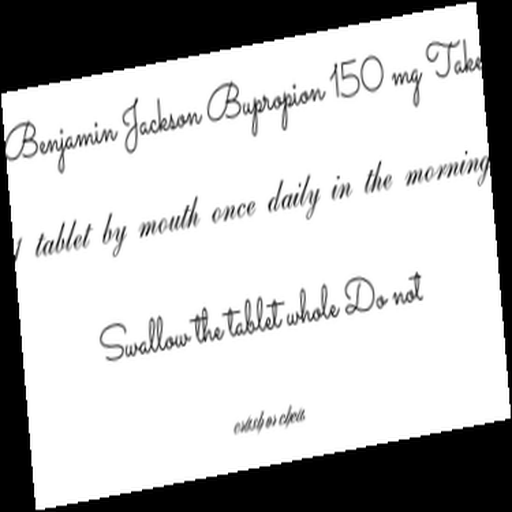 Benjamin Jackson Bupropion 150 mg Take
1 tablet by mouth once daily in the morning
Swallow the tablet whole Do not
crush or chew